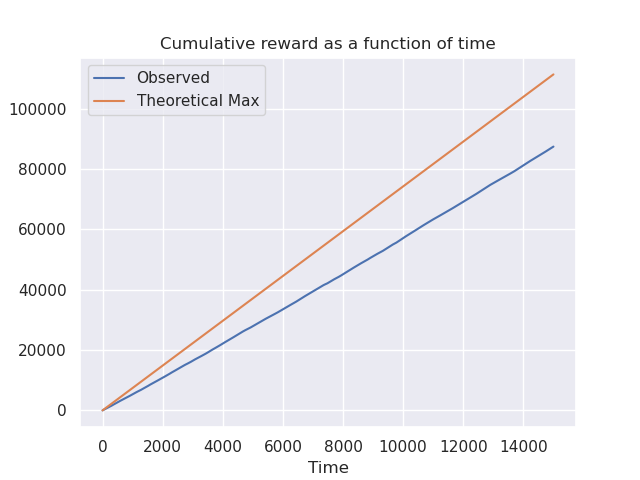 Cumulative reward as a function of time
Observed
Theoretical Max
100000
80000
60000
40000
20000
0
0 2000 4000 6000 8000 10000 12000 14000
Time